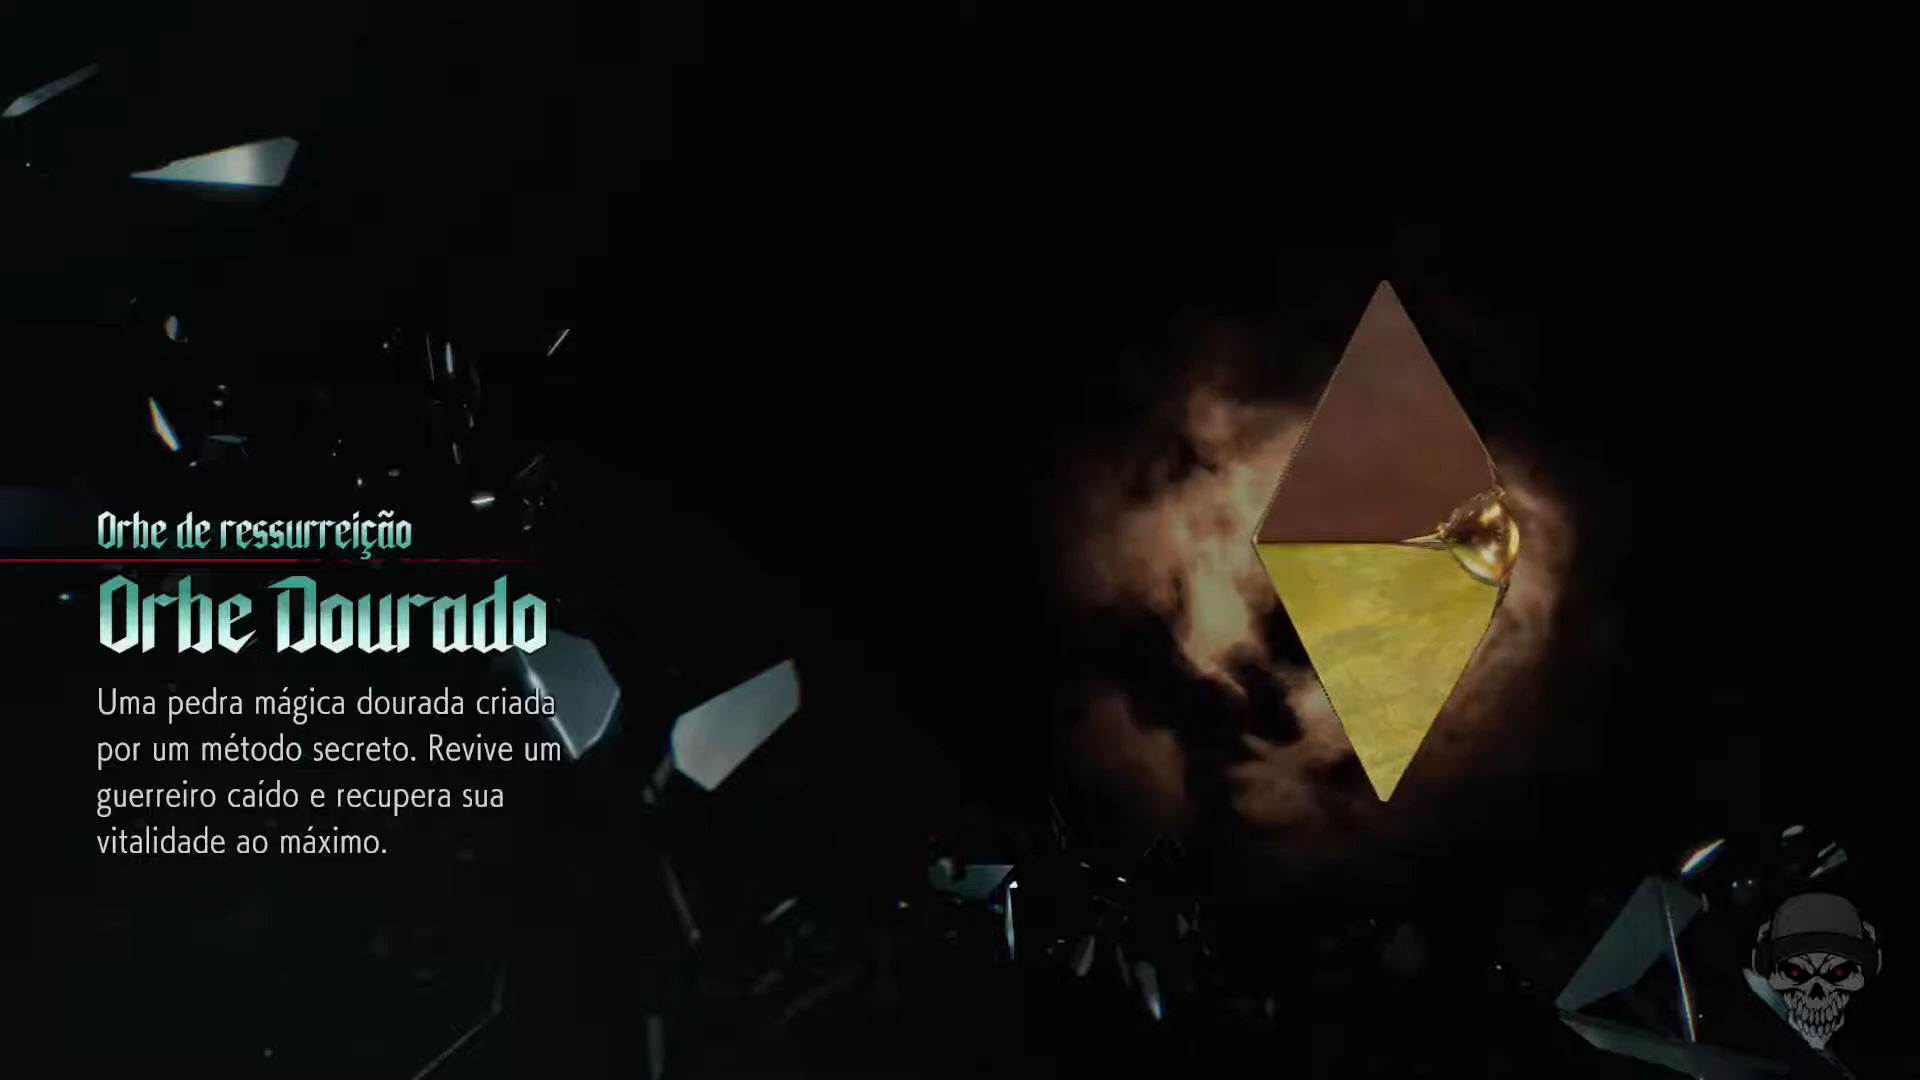 Orbe de ressurreição
Orbe Dourado
Uma pedra mágica dourada criada
por um método secreto. Revive um
guerreiro caído e recupera sua
vitalidade ao máximo.